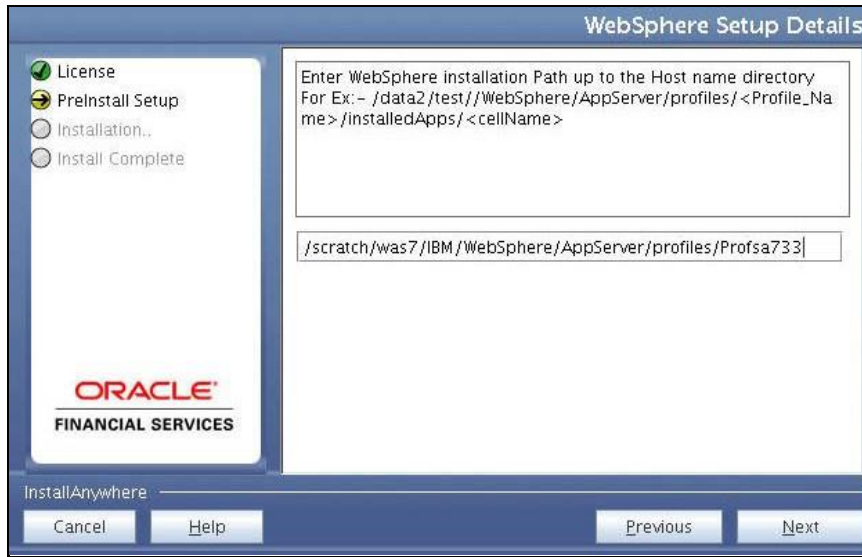 WebSphere Setup Details
License
PreInstall Setup
Installation..
Install Complete
ORACLE
FINANCIAL SERVICES
Enter WebSphere installation Path up to the Host name directory
For Ex:- /data2/test//WebSphere/AppServer/profiles/<Profile_Na
me>/installedApps/<cellName>
/scratch/was7/IBM/WebSphere/AppServer/profiles/Profsa733
InstallAnywhere
Cancel
Help
Previous
Next